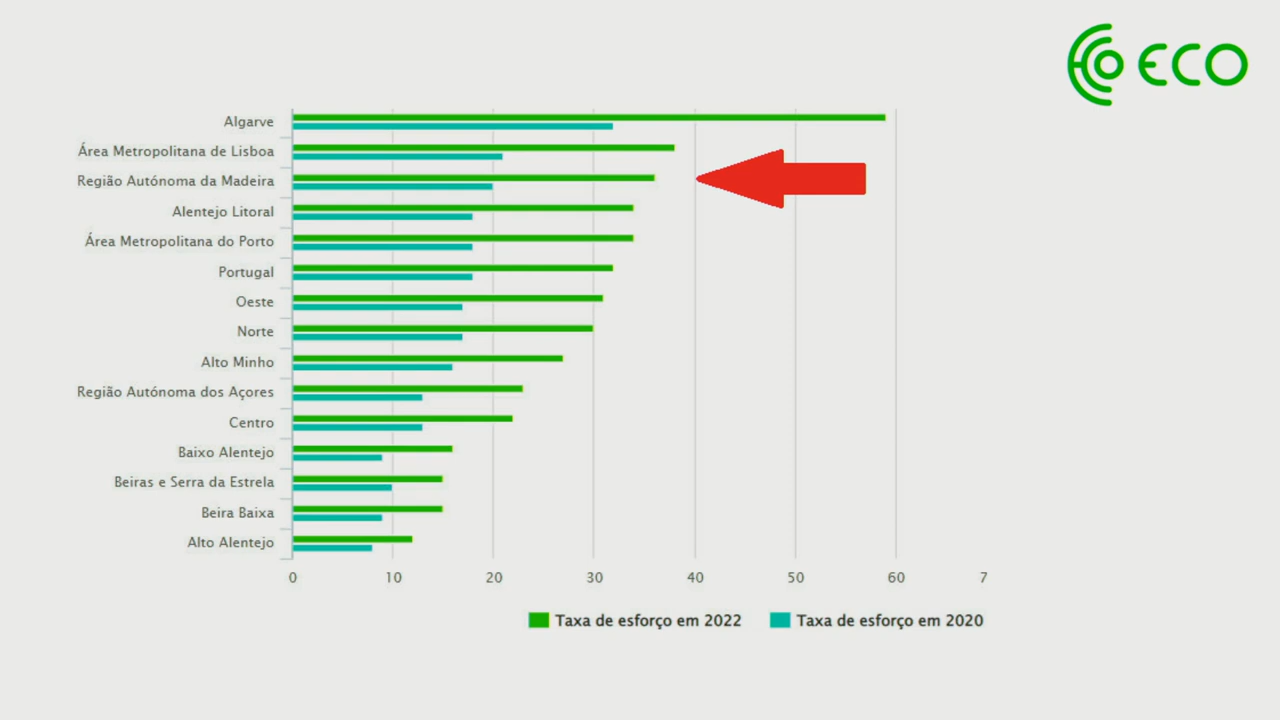 ECO
Algarve
Área Metropolitana de Lisboa
Região Autónoma da Madeira
Alentejo Litoral
Área Metropolitana do Porto
Portugal
Oeste
Norte
Alto Minho
Região Autónoma dos Açores
Centro
Baixo Alentejo
Beiras e Serra da Estrela
Beira Baixa
Alto Alentejo
0 10 20 30 40 50 60 7
Taxa de esforço em 2022 Taxa de esforço em 2020